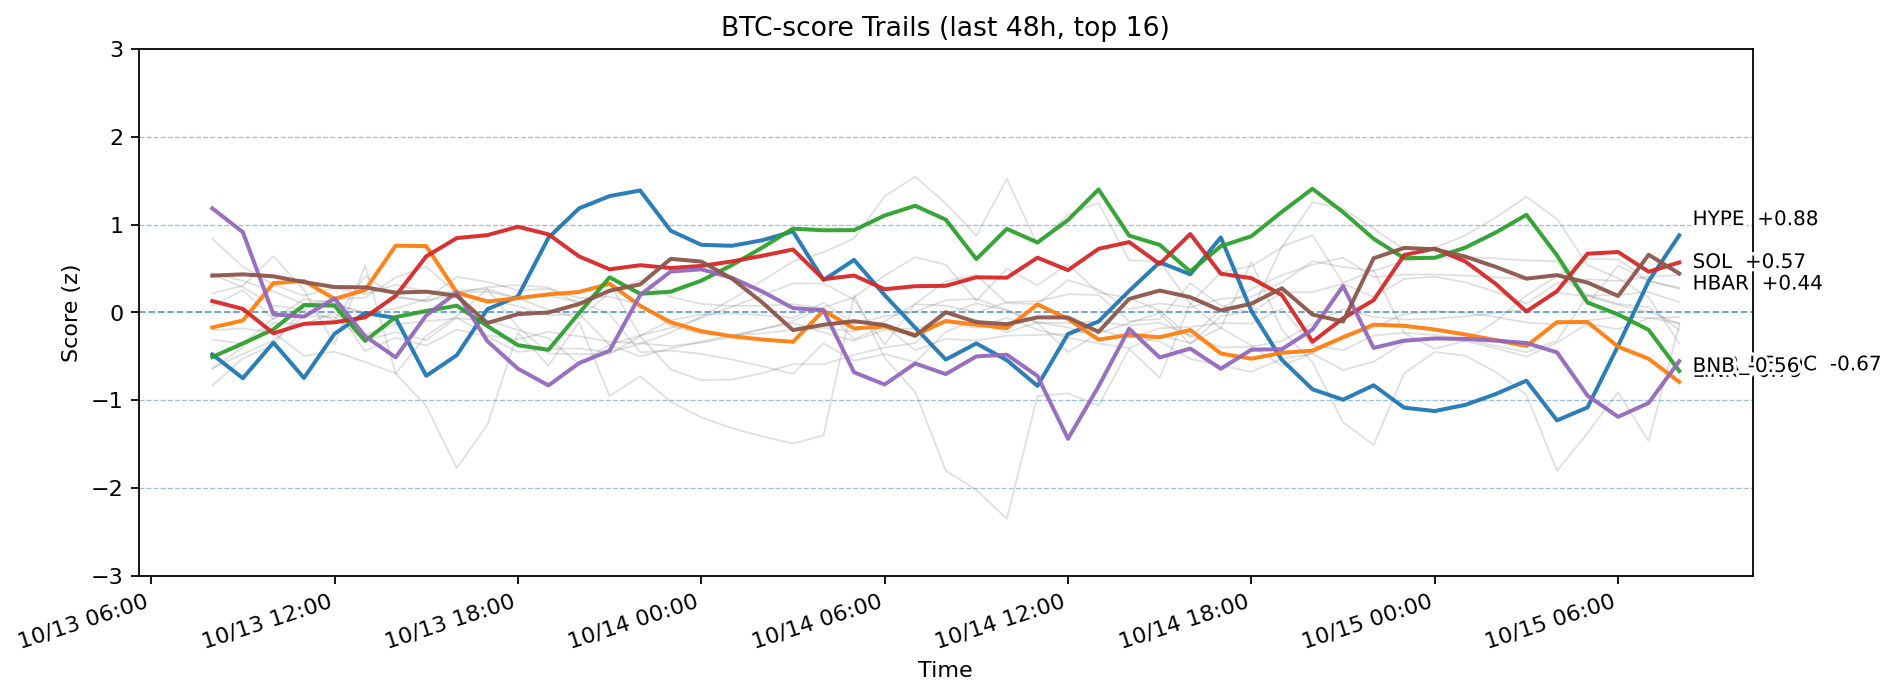 BTC-score Trails (last 48h, top 16)
3
2
1
0
−1
−2
−3
Score (z)
HYPE +0.88
SOL +0.57
HBAR +0.44
BNB -0.56
-0.67
10/13 06:00
10/13 12:00
10/13 18:00
10/14 00:00
10/14 06:00
10/14 12:00
10/14 18:00
10/15 00:00
10/15 06:00
Time